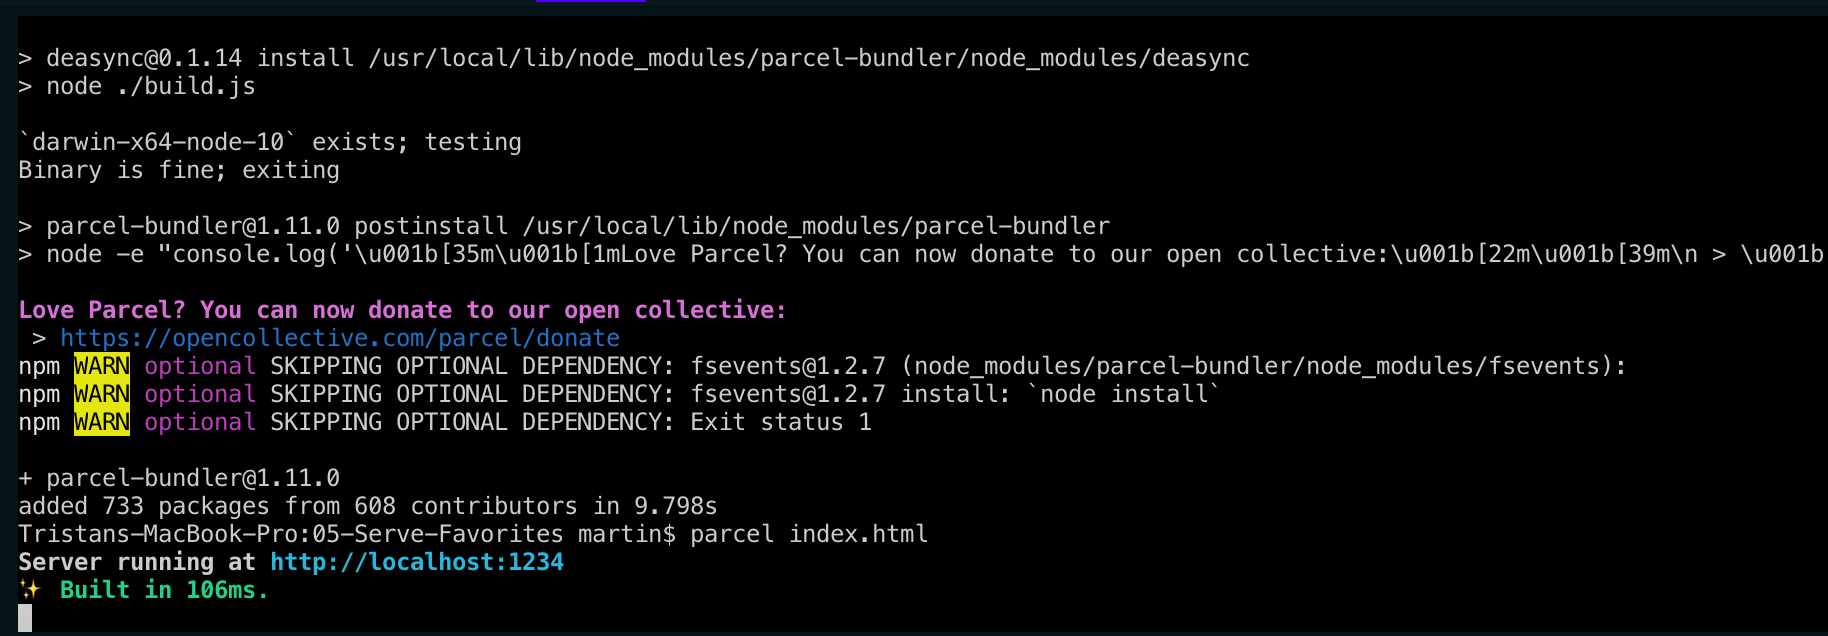 > deasync@0.1.14 install /usr/local/lib/node_modules/parcel-bundler/node_modules/deasync
> node ./build.js
`darwin-x64-node-10` exists; testing
Binary is fine; exiting
> parcel-bundler@1.11.0 postinstall /usr/local/lib/node_modules/parcel-bundler
> node -e "console.log('\u001b[35m\u001b[1mLove Parcel? You can now donate to our open collective:\u001b[22m\u001b[39m\n > \u001b
Love Parcel? You can now donate to our open collective:
 > https://opencollective.com/parcel/donate
npm WARN optional SKIPPING OPTIONAL DEPENDENCY: fsevents@1.2.7 (node_modules/parcel-bundler/node_modules/fsevents):
npm WARN optional SKIPPING OPTIONAL DEPENDENCY: fsevents@1.2.7 install: `node install`
npm WARN optional SKIPPING OPTIONAL DEPENDENCY: Exit status 1
+ parcel-bundler@1.11.0
added 733 packages from 608 contributors in 9.798s
Tristans-MacBook-Pro:05-Serve-Favorites martin$ parcel index.html
Server running at http://localhost:1234
✨ Built in 106ms.